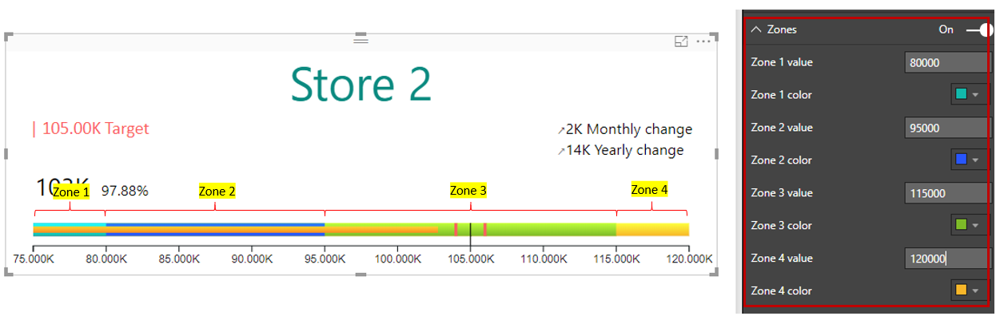 Store 2
| 105.00K Target
↗2K Monthly change
↗14K Yearly change
97.88%
Zone 1
Zone 2
Zone 3
Zone 4
75.000K 80.000K 85.000K 90.000K 95.000K 100.000K 105.000K 110.000K 115.000K 120.000K
Zones On
Zone 1 value 80000
Zone 1 color
Zone 2 value 95000
Zone 2 color
Zone 3 value 115000
Zone 3 color
Zone 4 value 120000
Zone 4 color